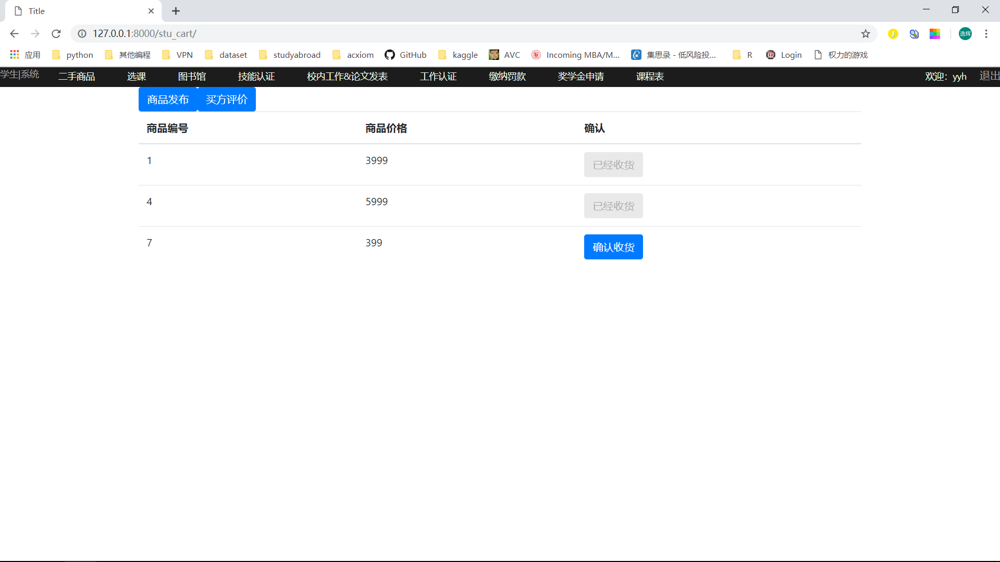 Title
127.0.0.1:8000/stu_cart/
逸辉
应用 python 其他编程 VPN dataset studyabroad acxiom GitHub kaggle AVC Incoming MBA/M... 集思录 - 低风险投... R Login 权力的游戏
学生|系统 二手商品 选课 图书馆 技能认证 校内工作&论文发表 工作认证 缴纳罚款 奖学金申请 课程表 欢迎：yyh 退出
商品发布 买方评价
商品编号 商品价格 确认
1 3999 已经收货
4 5999 已经收货
7 399 确认收货